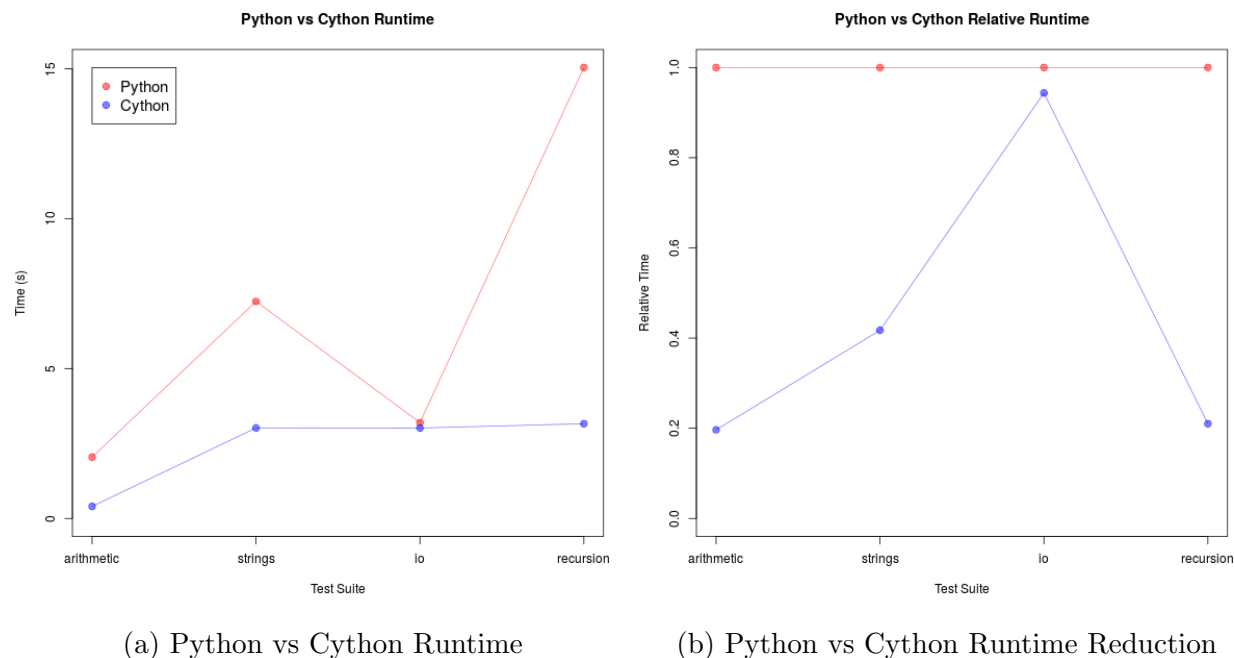 Python vs Cython Runtime
Python
Cython
15
10
5
0
Time (s)
arithmetic strings io recursion
Test Suite
(a) Python vs Cython Runtime
Python vs Cython Relative Runtime
1.0
0.8
0.6
0.4
0.2
0.0
Relative Time
arithmetic strings io recursion
Test Suite
(b) Python vs Cython Runtime Reduction